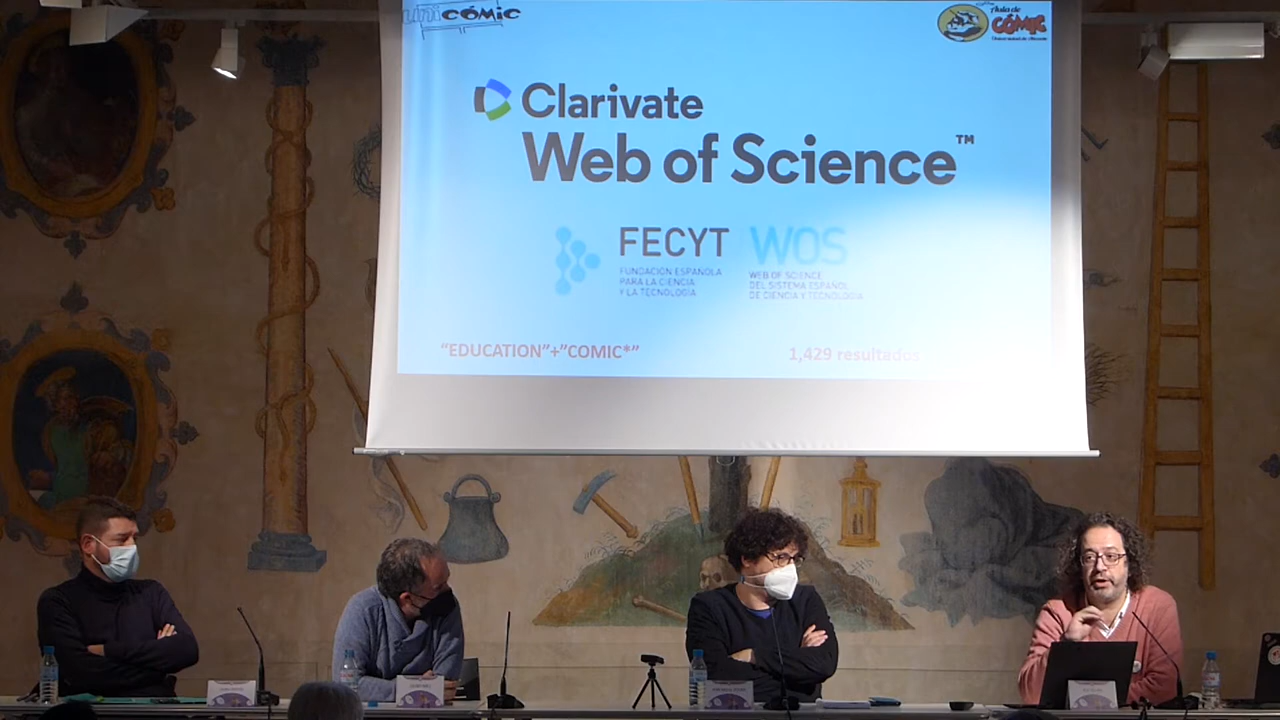 unicómic
Aula de
CÓMIC
Clarivate
Web of Science™
FECYT
FUNDACIÓN ESPAÑOLA
PARA LA CIENCIA
Y LA TECNOLOGÍA
WOS
WEB OF SCIENCE
DEL SISTEMA ESPAÑOL
DE CIENCIA Y TECNOLOGÍA
“EDUCATION”+”COMIC*”
1,429 resultados